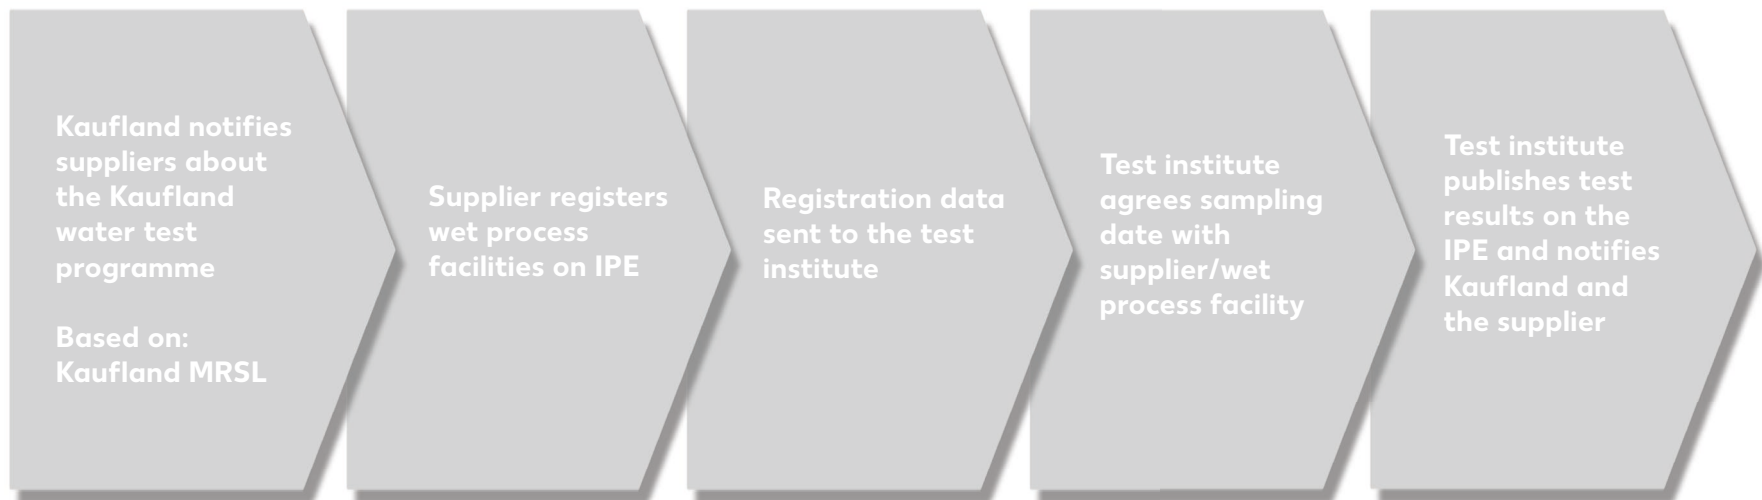 Kaufland notifies
suppliers about
the Kaufland
water test
programme
Based on:
Kaufland MRSL
Supplier registers
wet process
facilities on IPE
Registration data
sent to the test
institute
Test institute
agrees sampling
date with
supplier/wet
process facility
Test institute
publishes test
results on the
IPE and notifies
Kaufland and
the supplier